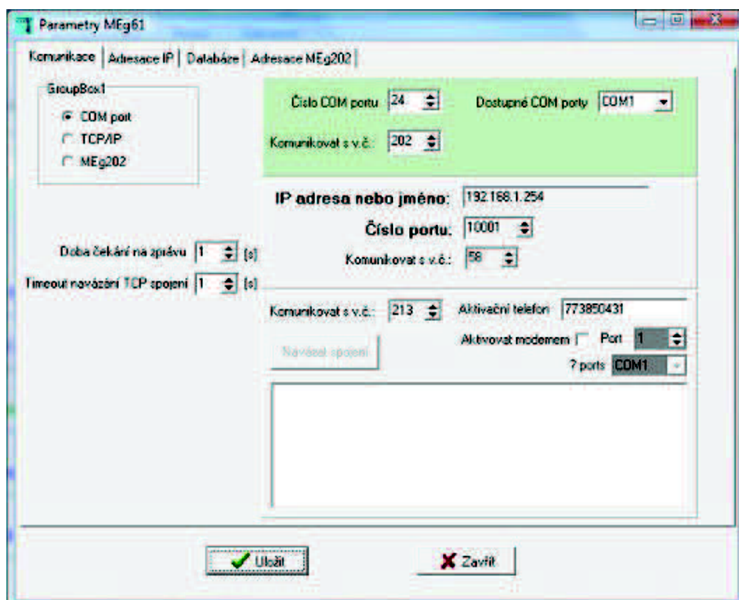 Parametry MEg61
Komunikace Adresace IP Databáze Adresace MEg202
GroupBox1
COM port
TCP/IP
MEg202
Číslo COM portu 24 Dostupné COM porty COM1
Komunikovat s v.č.: 202
IP adresa nebo jméno: 192.168.1.254
Číslo portu: 10001
Komunikovat s v.č.: 58
Doba čekání na zprávu 1 [s]
Timeout navázání TCP spojení 1 [s]
Komunikovat s v.č.: 213 Aktivační telefon 773850431
Aktivovat modemem Port 1
Navázat spojení
? ports COM1
Uložit Zavřít